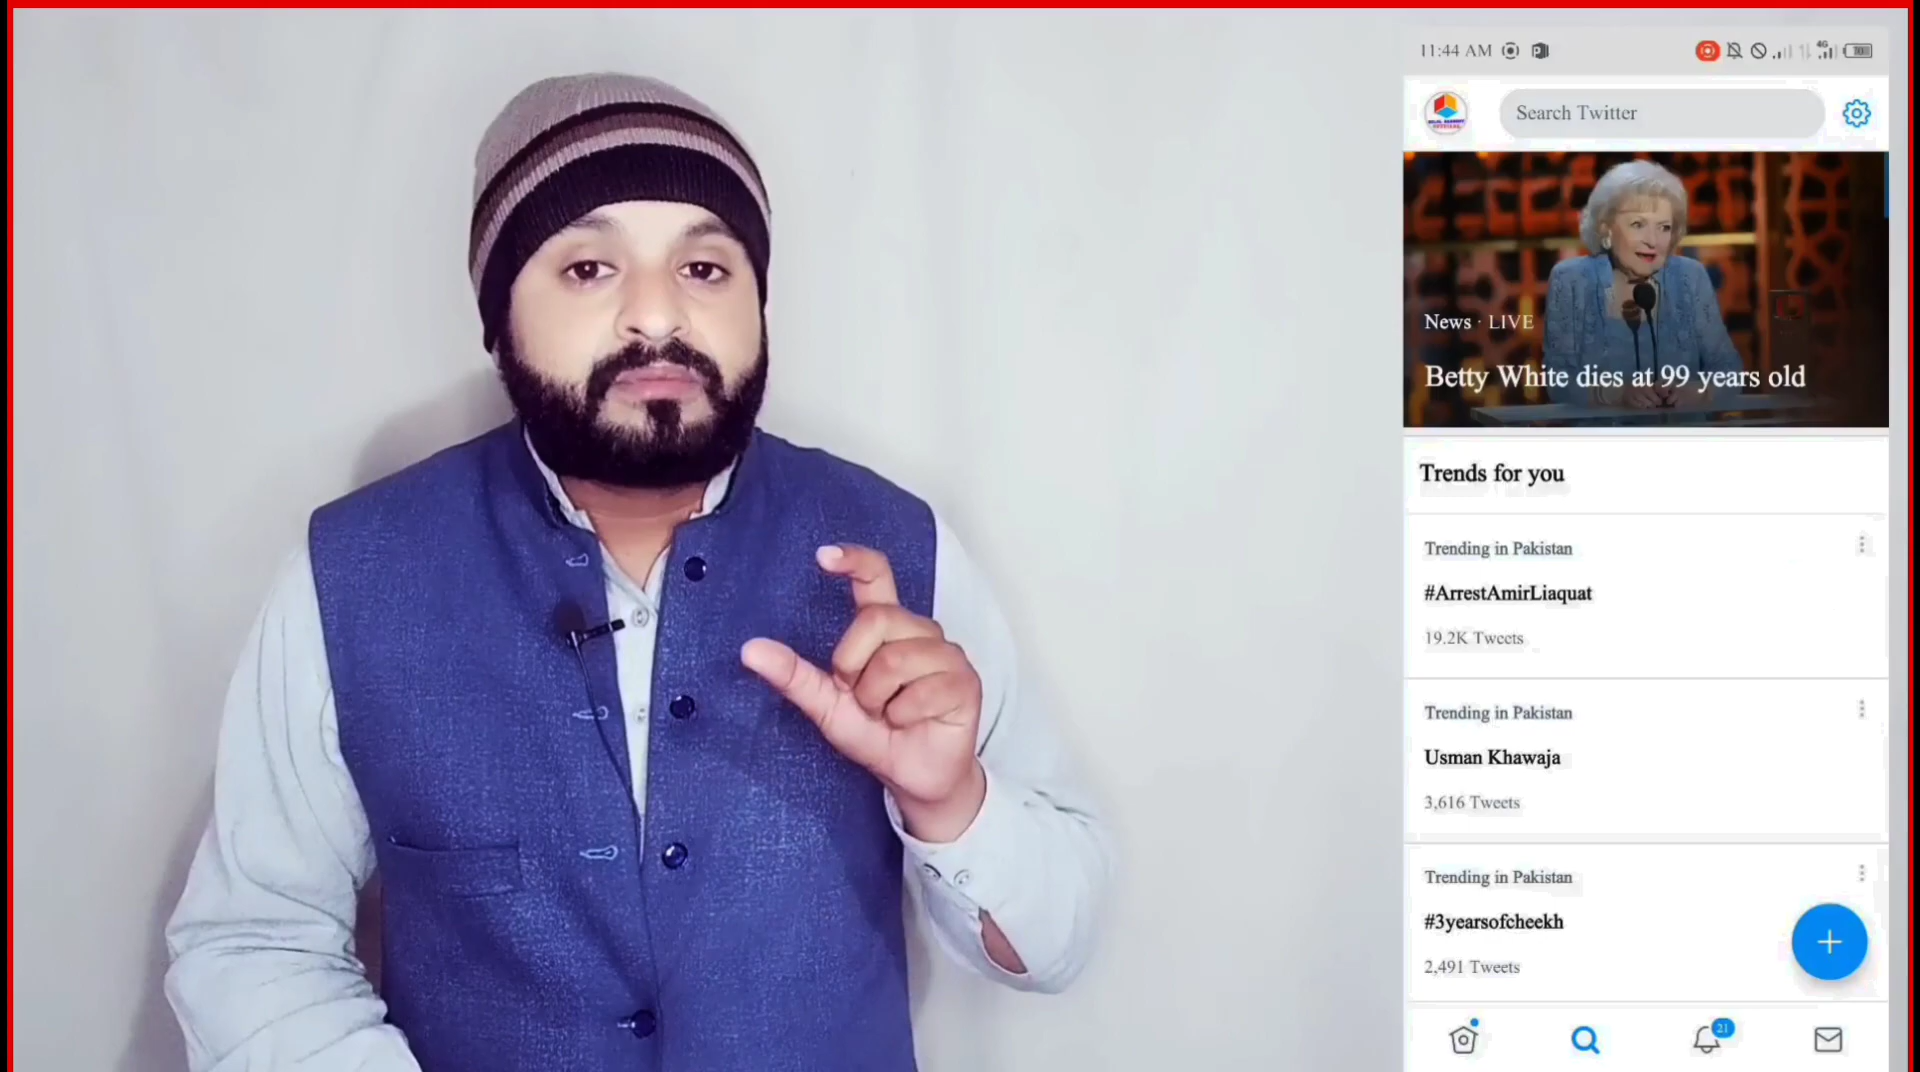 11:44 AM
4G
Search Twitter
News · LIVE
Betty White dies at 99 years old
Trends for you
Trending in Pakistan
#ArrestAmirLiaquat
19.2K Tweets
Trending in Pakistan
Usman Khawaja
3,616 Tweets
Trending in Pakistan
#3yearsofcheekh
2,491 Tweets
21